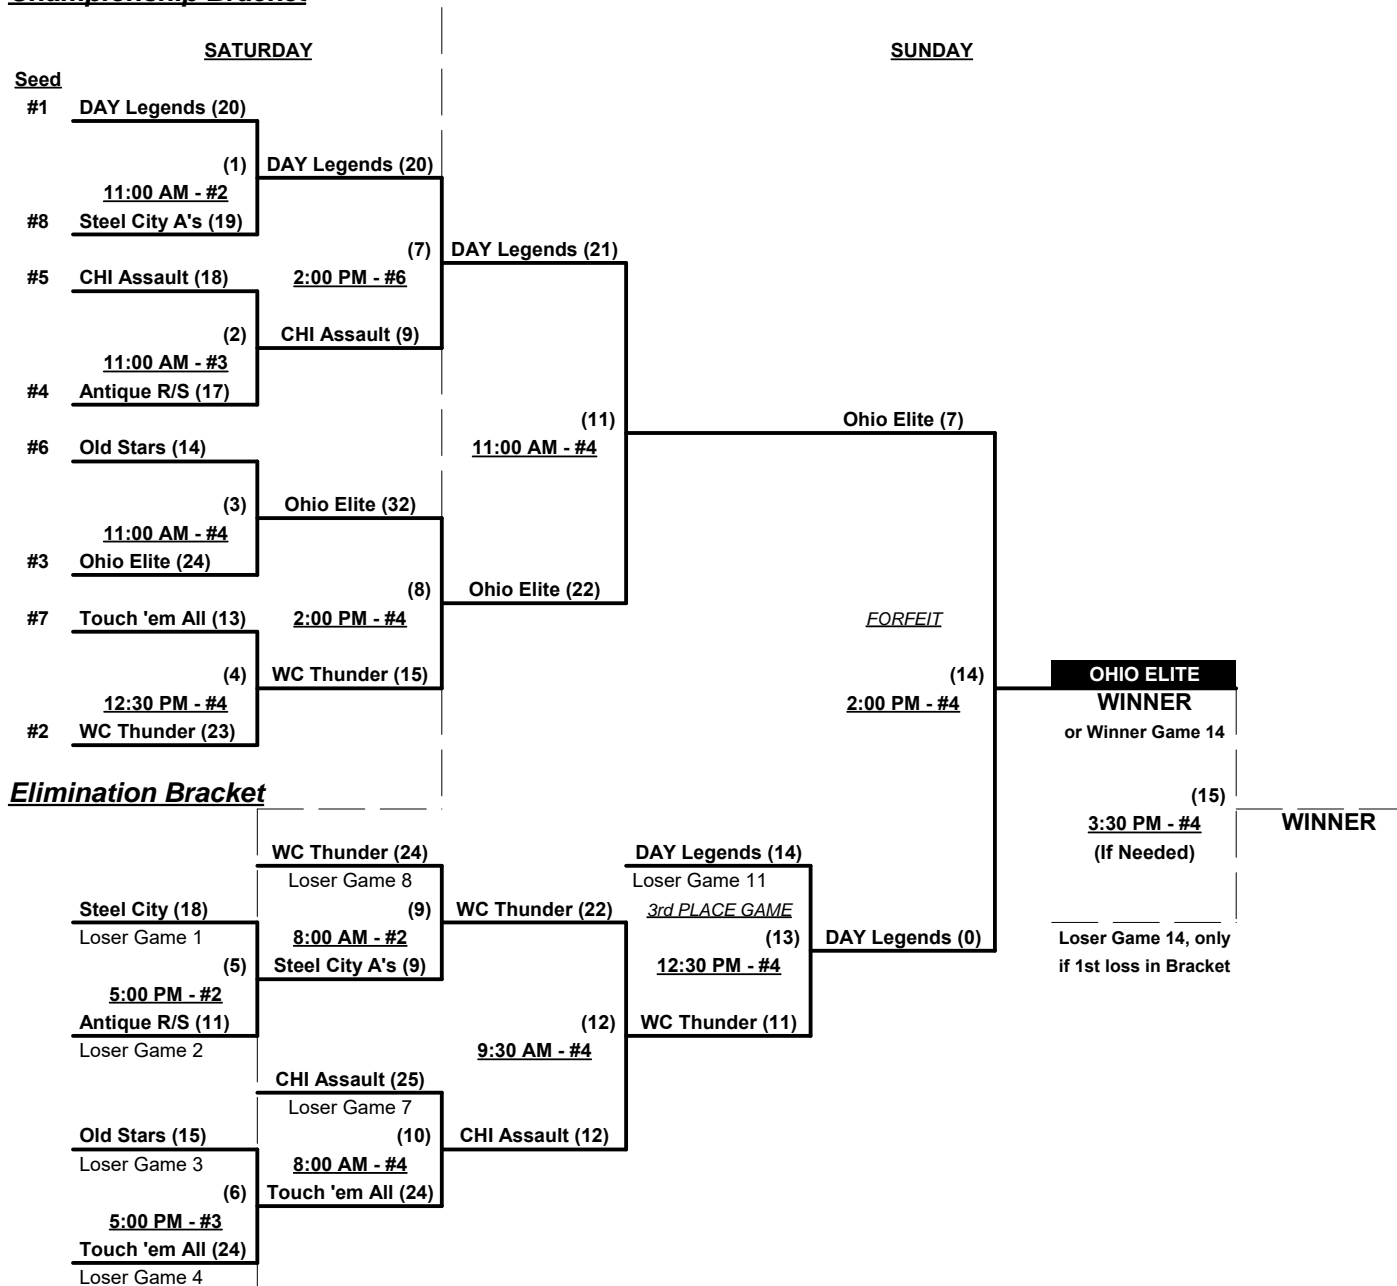 Championship Bracket
SATURDAY
SUNDAY
Seed
#1 DAY Legends (20)
(1) DAY Legends (20)
11:00 AM - #2
#8 Steel City A's (19)
(7) DAY Legends (21)
#5 CHI Assault (18) 2:00 PM - #6
(2) CHI Assault (9)
11:00 AM - #3
#4 Antique R/S (17)
(11) Ohio Elite (7)
#6 Old Stars (14) 11:00 AM - #4
(3) Ohio Elite (32)
11:00 AM - #4
#3 Ohio Elite (24)
(8) Ohio Elite (22)
#7 Touch 'em All (13) 2:00 PM - #4 FORFEIT
(4) WC Thunder (15) (14) OHIO ELITE
12:30 PM - #4 2:00 PM - #4 WINNER
#2 WC Thunder (23) or Winner Game 14
Elimination Bracket
(15)
3:30 PM - #4 WINNER
WC Thunder (24) DAY Legends (14) (If Needed)
Loser Game 8 Loser Game 11
Steel City (18) (9) WC Thunder (22) 3rd PLACE GAME
Loser Game 1 8:00 AM - #2 (13) DAY Legends (0) Loser Game 14, only
(5) Steel City A's (9) 12:30 PM - #4 if 1st loss in Bracket
5:00 PM - #2
Antique R/S (11) (12) WC Thunder (11)
Loser Game 2 9:30 AM - #4
CHI Assault (25)
Loser Game 7
Old Stars (15) (10) CHI Assault (12)
Loser Game 3 8:00 AM - #4
(6) Touch 'em All (24)
5:00 PM - #3
Touch 'em All (24)
Loser Game 4